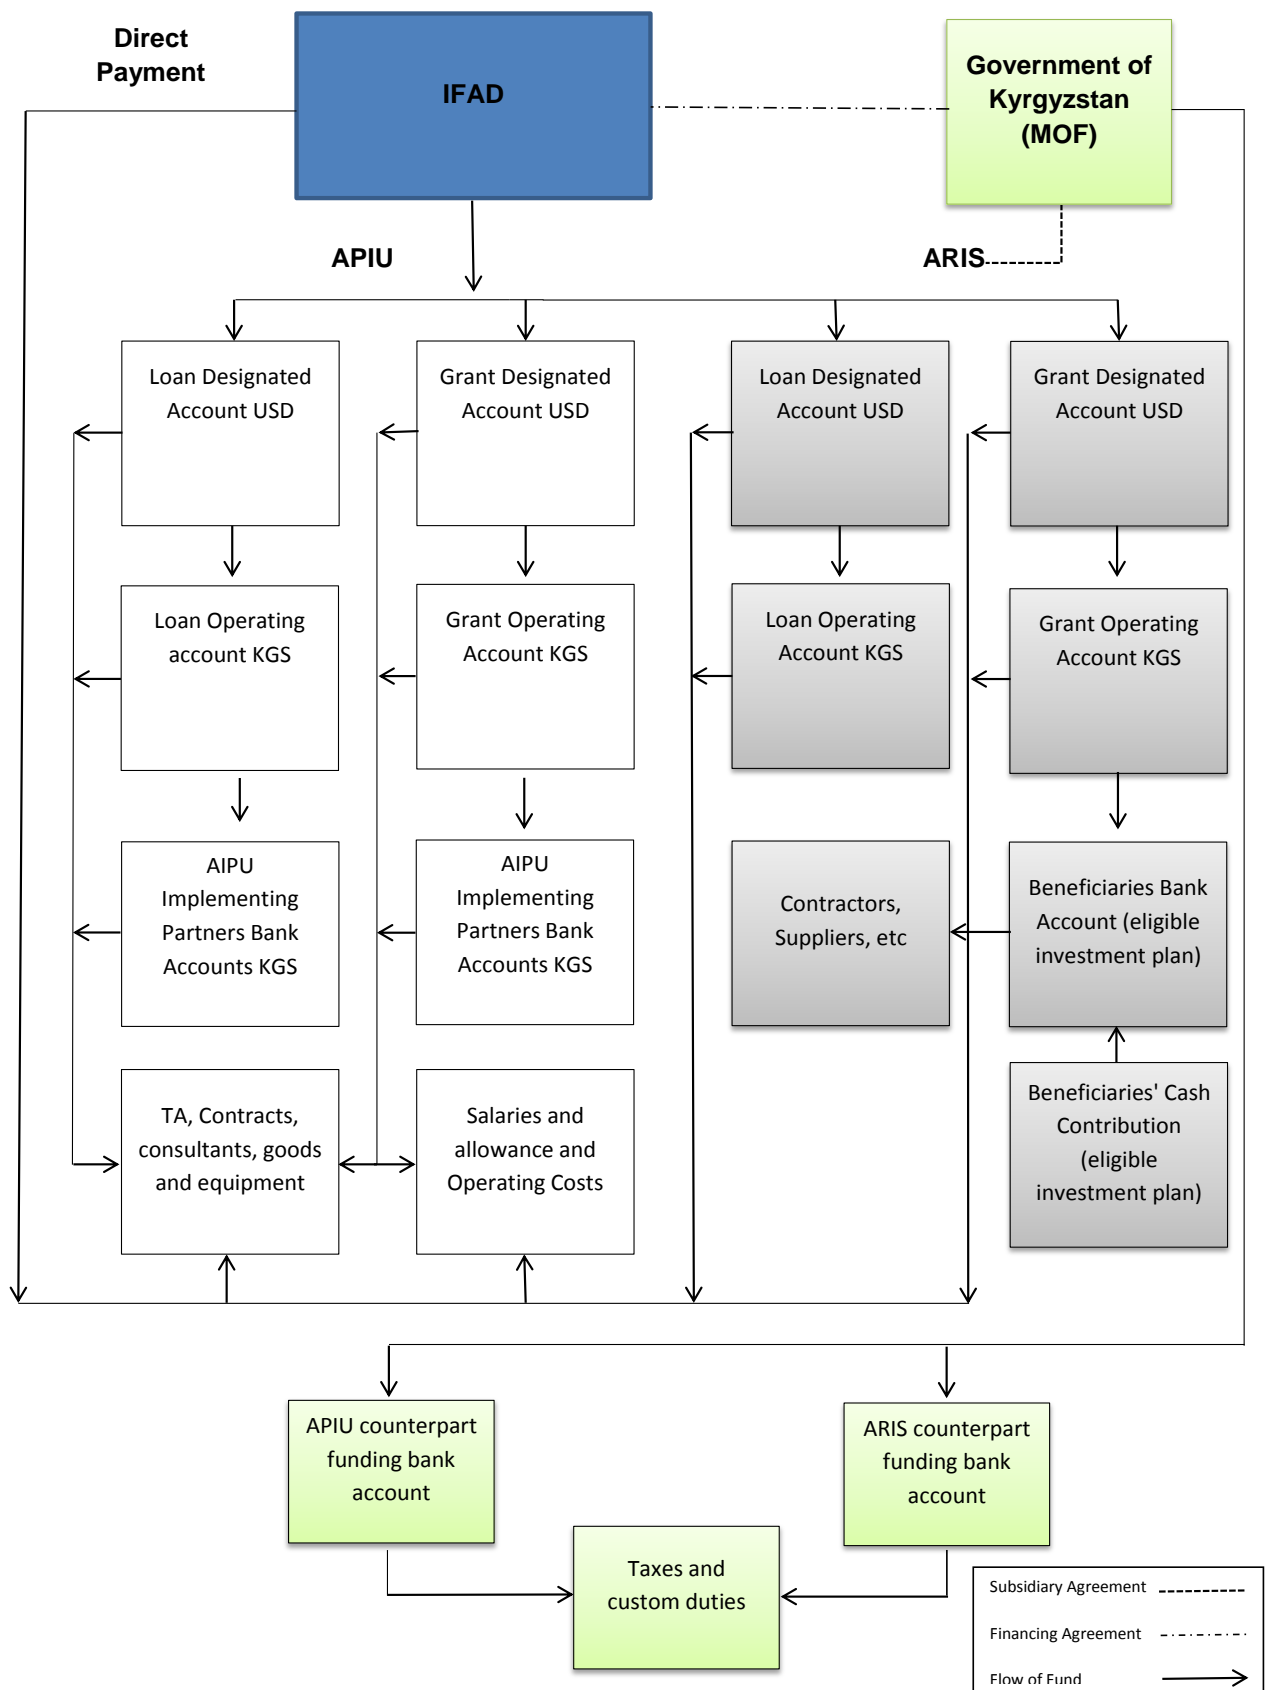 Direct
Payment
IFAD
Government of
Kyrgyzstan
(MOF)
APIU
ARIS
Loan Designated
Account USD
Grant Designated
Account USD
Loan Designated
Account USD
Grant Designated
Account USD
Loan Operating
account KGS
Grant Operating
Account KGS
Loan Operating
Account KGS
Grant Operating
Account KGS
AIPU
Implementing
Partners Bank
Accounts KGS
AIPU
Implementing
Partners Bank
Accounts KGS
Contractors,
Suppliers, etc
Beneficiaries Bank
Account (eligible
investment plan)
TA, Contracts,
consultants, goods
and equipment
Salaries and
allowance and
Operating Costs
Beneficiaries' Cash
Contribution
(eligible
investment plan)
APIU counterpart
funding bank
account
ARIS counterpart
funding bank
account
Taxes and
custom duties
Subsidiary Agreement
Financing Agreement
Flow of Fund